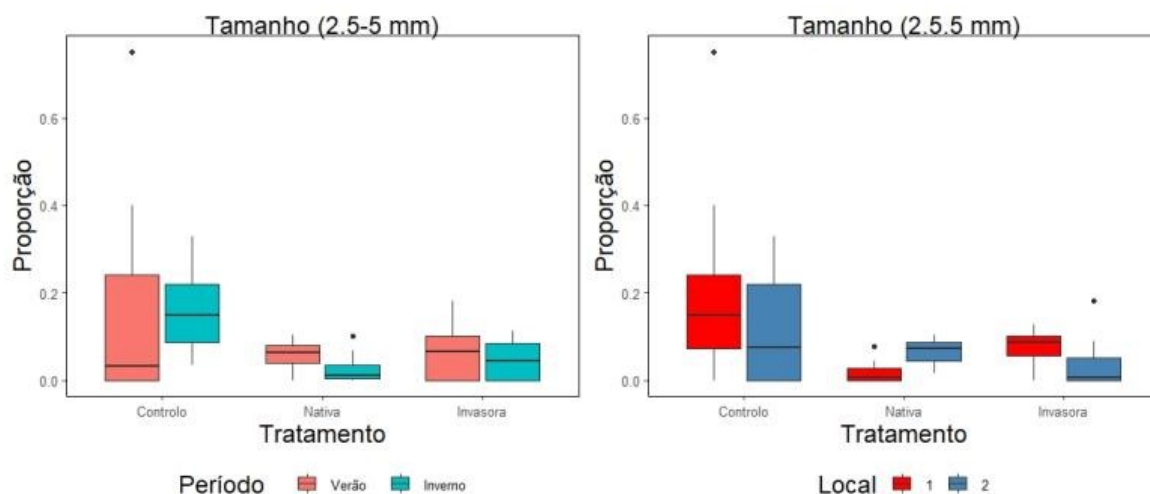 Tamanho (2.5-5 mm)
Proporção
0.6
0.4
0.2
0.0
Controlo Nativa Invasora
Tratamento
Período Verão Inverno
Tamanho (2.5.5 mm)
Proporção
0.6
0.4
0.2
0.0
Controlo Nativa Invasora
Tratamento
Local 1 2